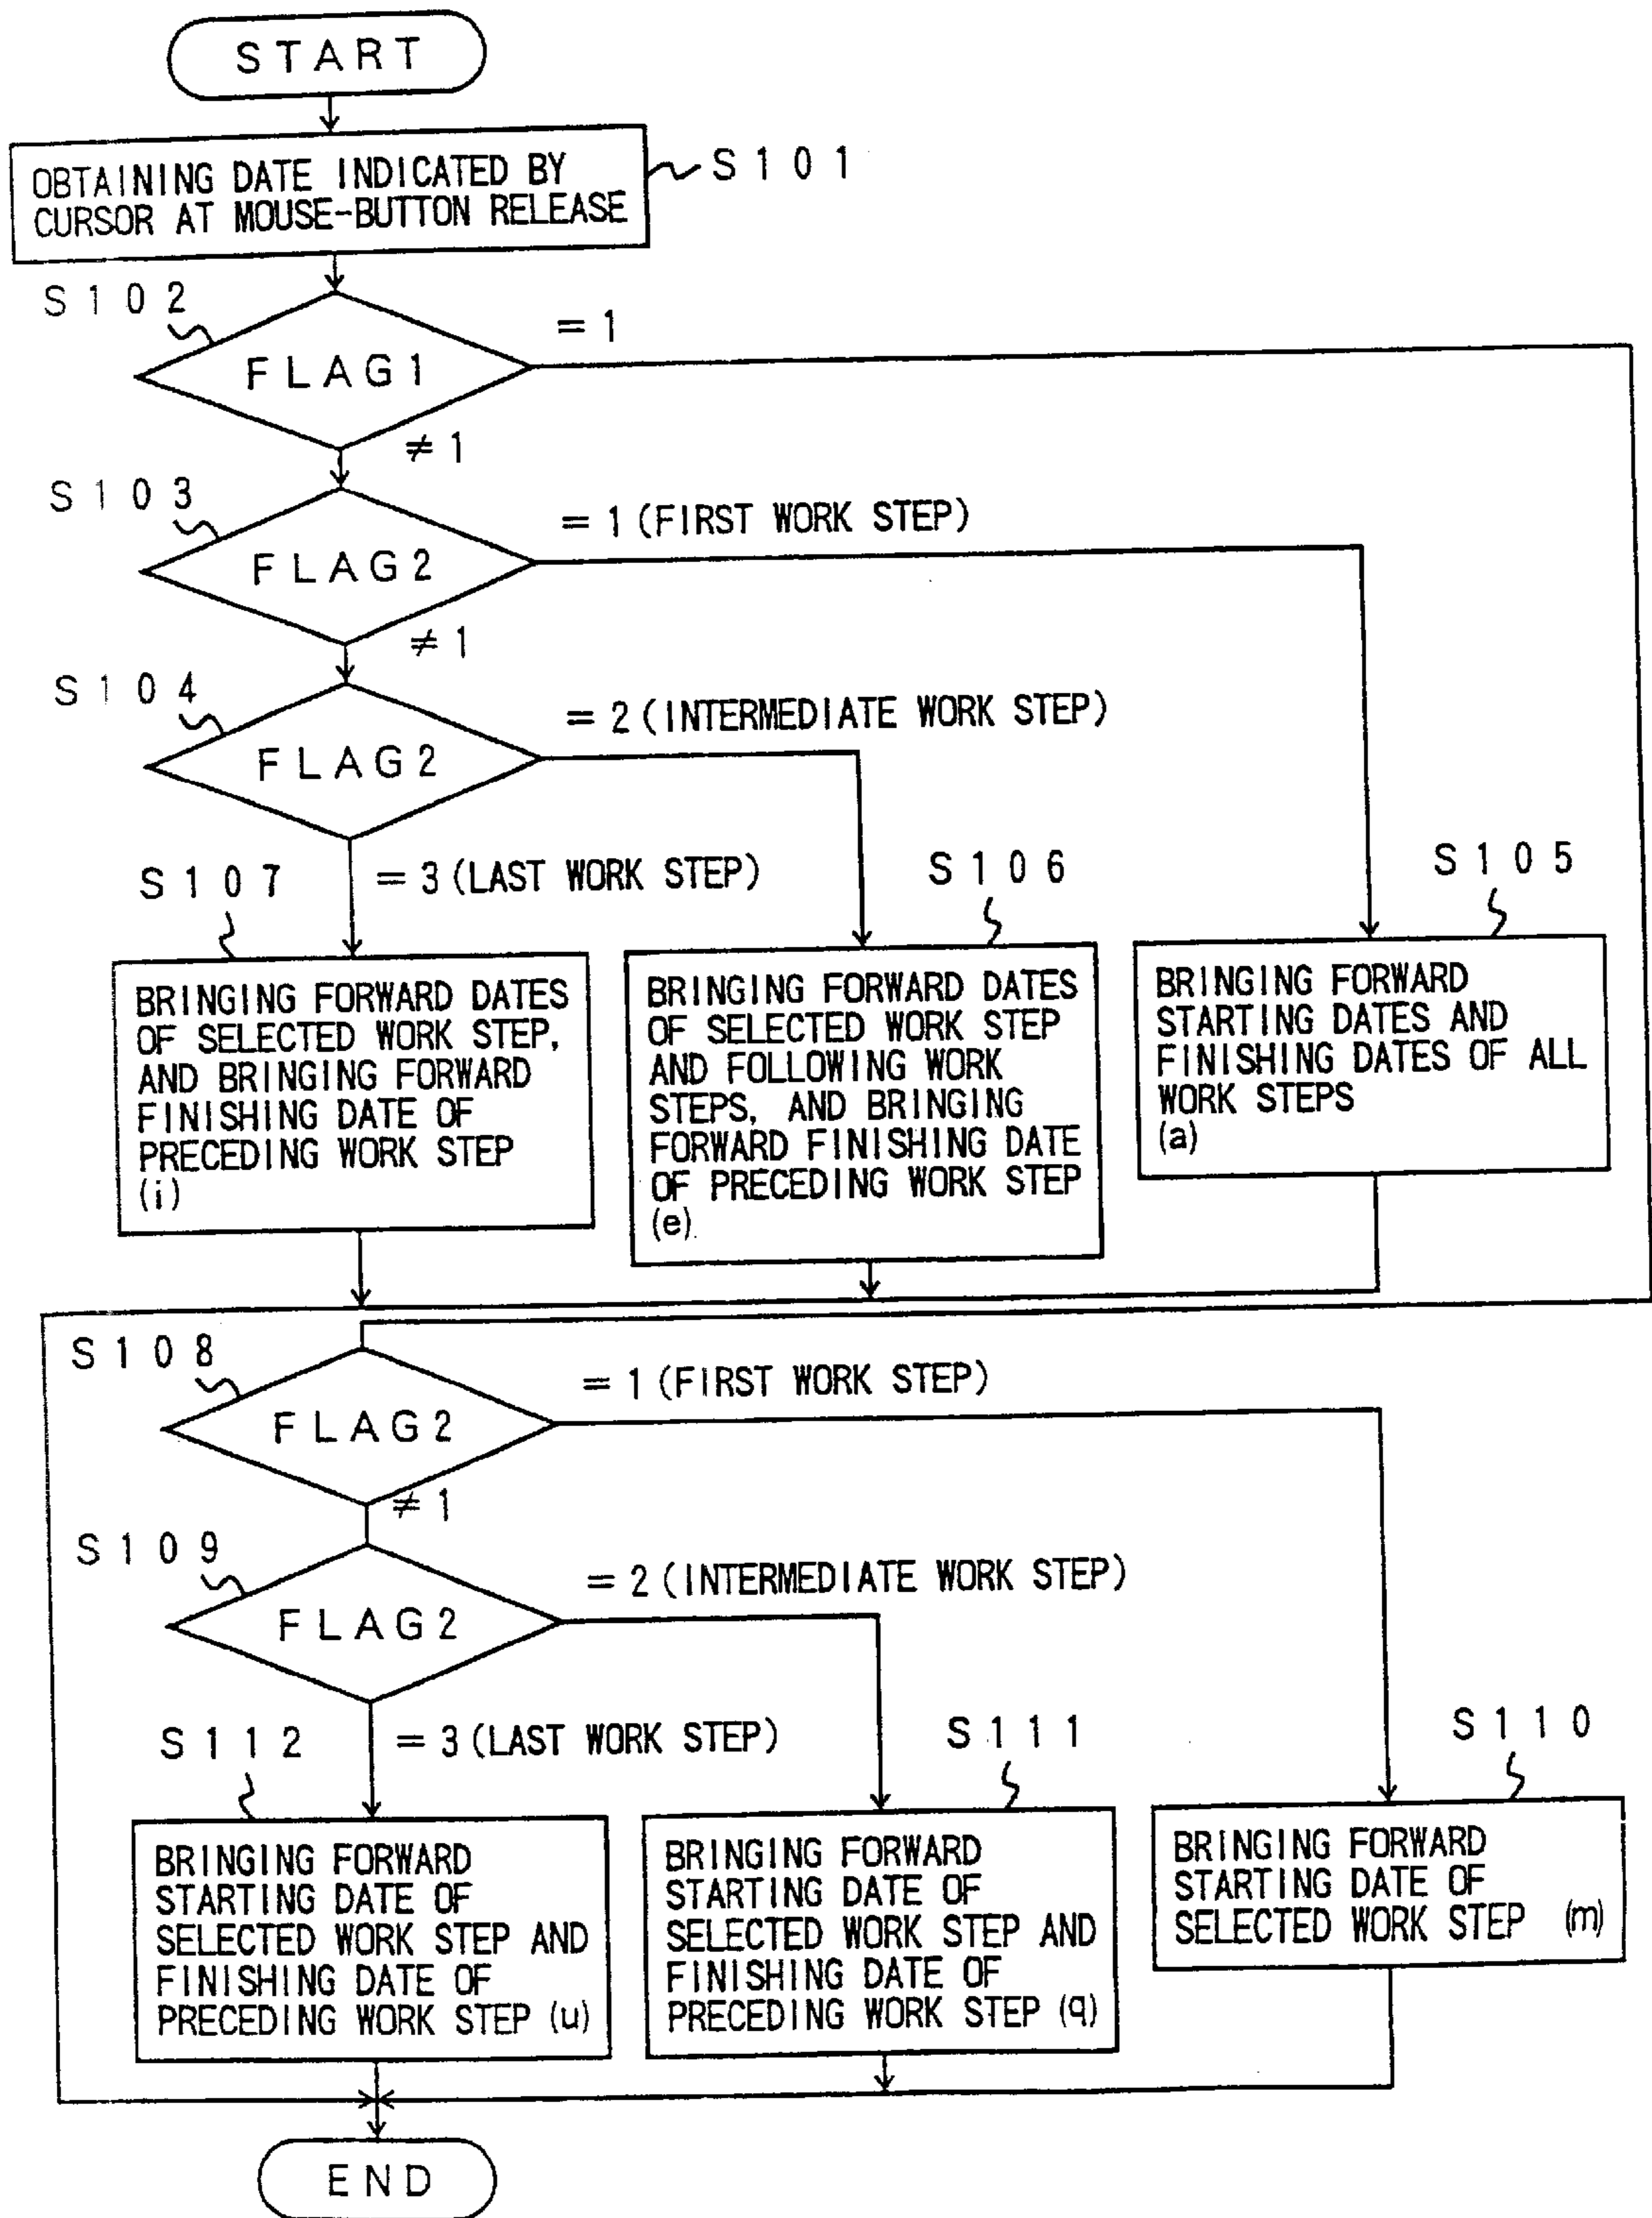 START
OBTAINING DATE INDICATED BY
CURSOR AT MOUSE-BUTTON RELEASE
S101
S102
= 1
FLAG1
≠ 1
S103
= 1 (FIRST WORK STEP)
FLAG2
≠ 1
S104
= 2 (INTERMEDIATE WORK STEP)
FLAG2
S107
= 3 (LAST WORK STEP)
S106
S105
BRINGING FORWARD DATES
OF SELECTED WORK STEP,
AND BRINGING FORWARD
FINISHING DATE OF
PRECEDING WORK STEP
(i)
BRINGING FORWARD DATES
OF SELECTED WORK STEP
AND FOLLOWING WORK
STEPS, AND BRINGING
FORWARD FINISHING DATE
OF PRECEDING WORK STEP
(e)
BRINGING FORWARD
STARTING DATES AND
FINISHING DATES OF ALL
WORK STEPS
(a)
S108
= 1 (FIRST WORK STEP)
FLAG2
≠ 1
S109
= 2 (INTERMEDIATE WORK STEP)
FLAG2
S112
= 3 (LAST WORK STEP)
S111
S110
BRINGING FORWARD
STARTING DATE OF
SELECTED WORK STEP AND
FINISHING DATE OF
PRECEDING WORK STEP (u)
BRINGING FORWARD
STARTING DATE OF
SELECTED WORK STEP AND
FINISHING DATE OF
PRECEDING WORK STEP (q)
BRINGING FORWARD
STARTING DATE OF
SELECTED WORK STEP (m)
END